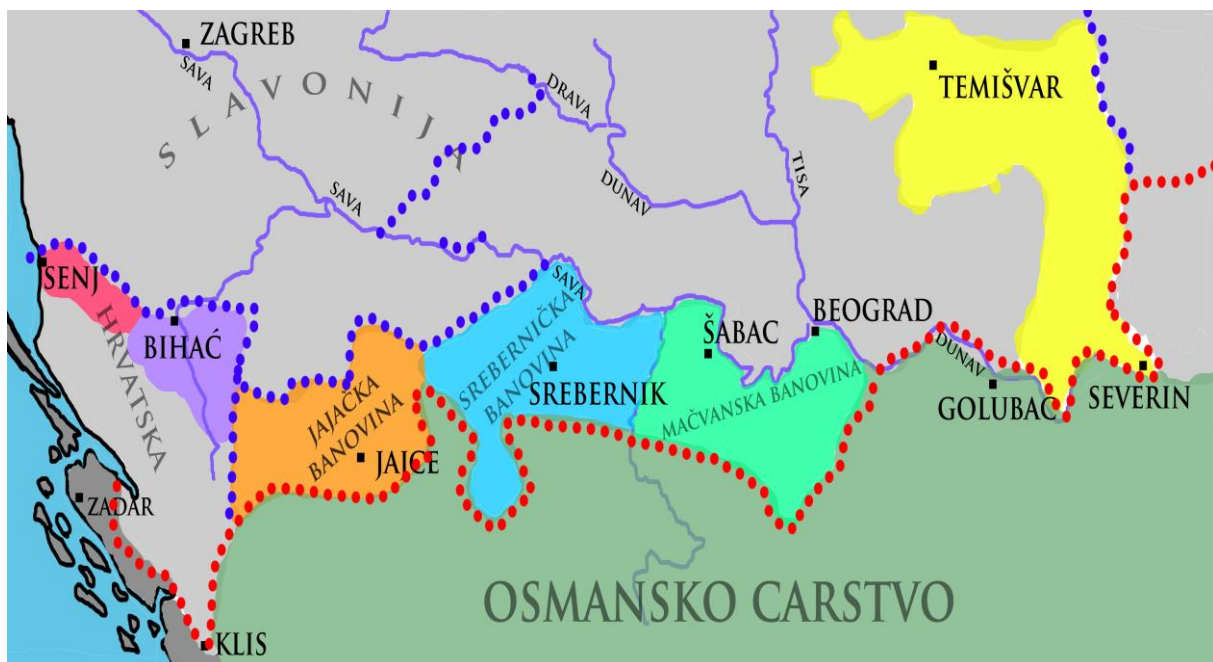 ZAGREB
SAVA
SLAVONIJA
DRAVA
DUNAV
TISA
TEMIŠVAR
SAVA
SENJ
HRVATSKA
BIHAĆ
SAVA
SREBERNIČKA
BANOVINA
SREBERNIK
JAJAČKA
BANOVINA
JAJCE
ŠABAC
BEOGRAD
MAČVANSKA BANOVINA
DUNAV
GOLUBAC
SEVERIN
ZADAR
OSMANSKO CARSTVO
KLIS